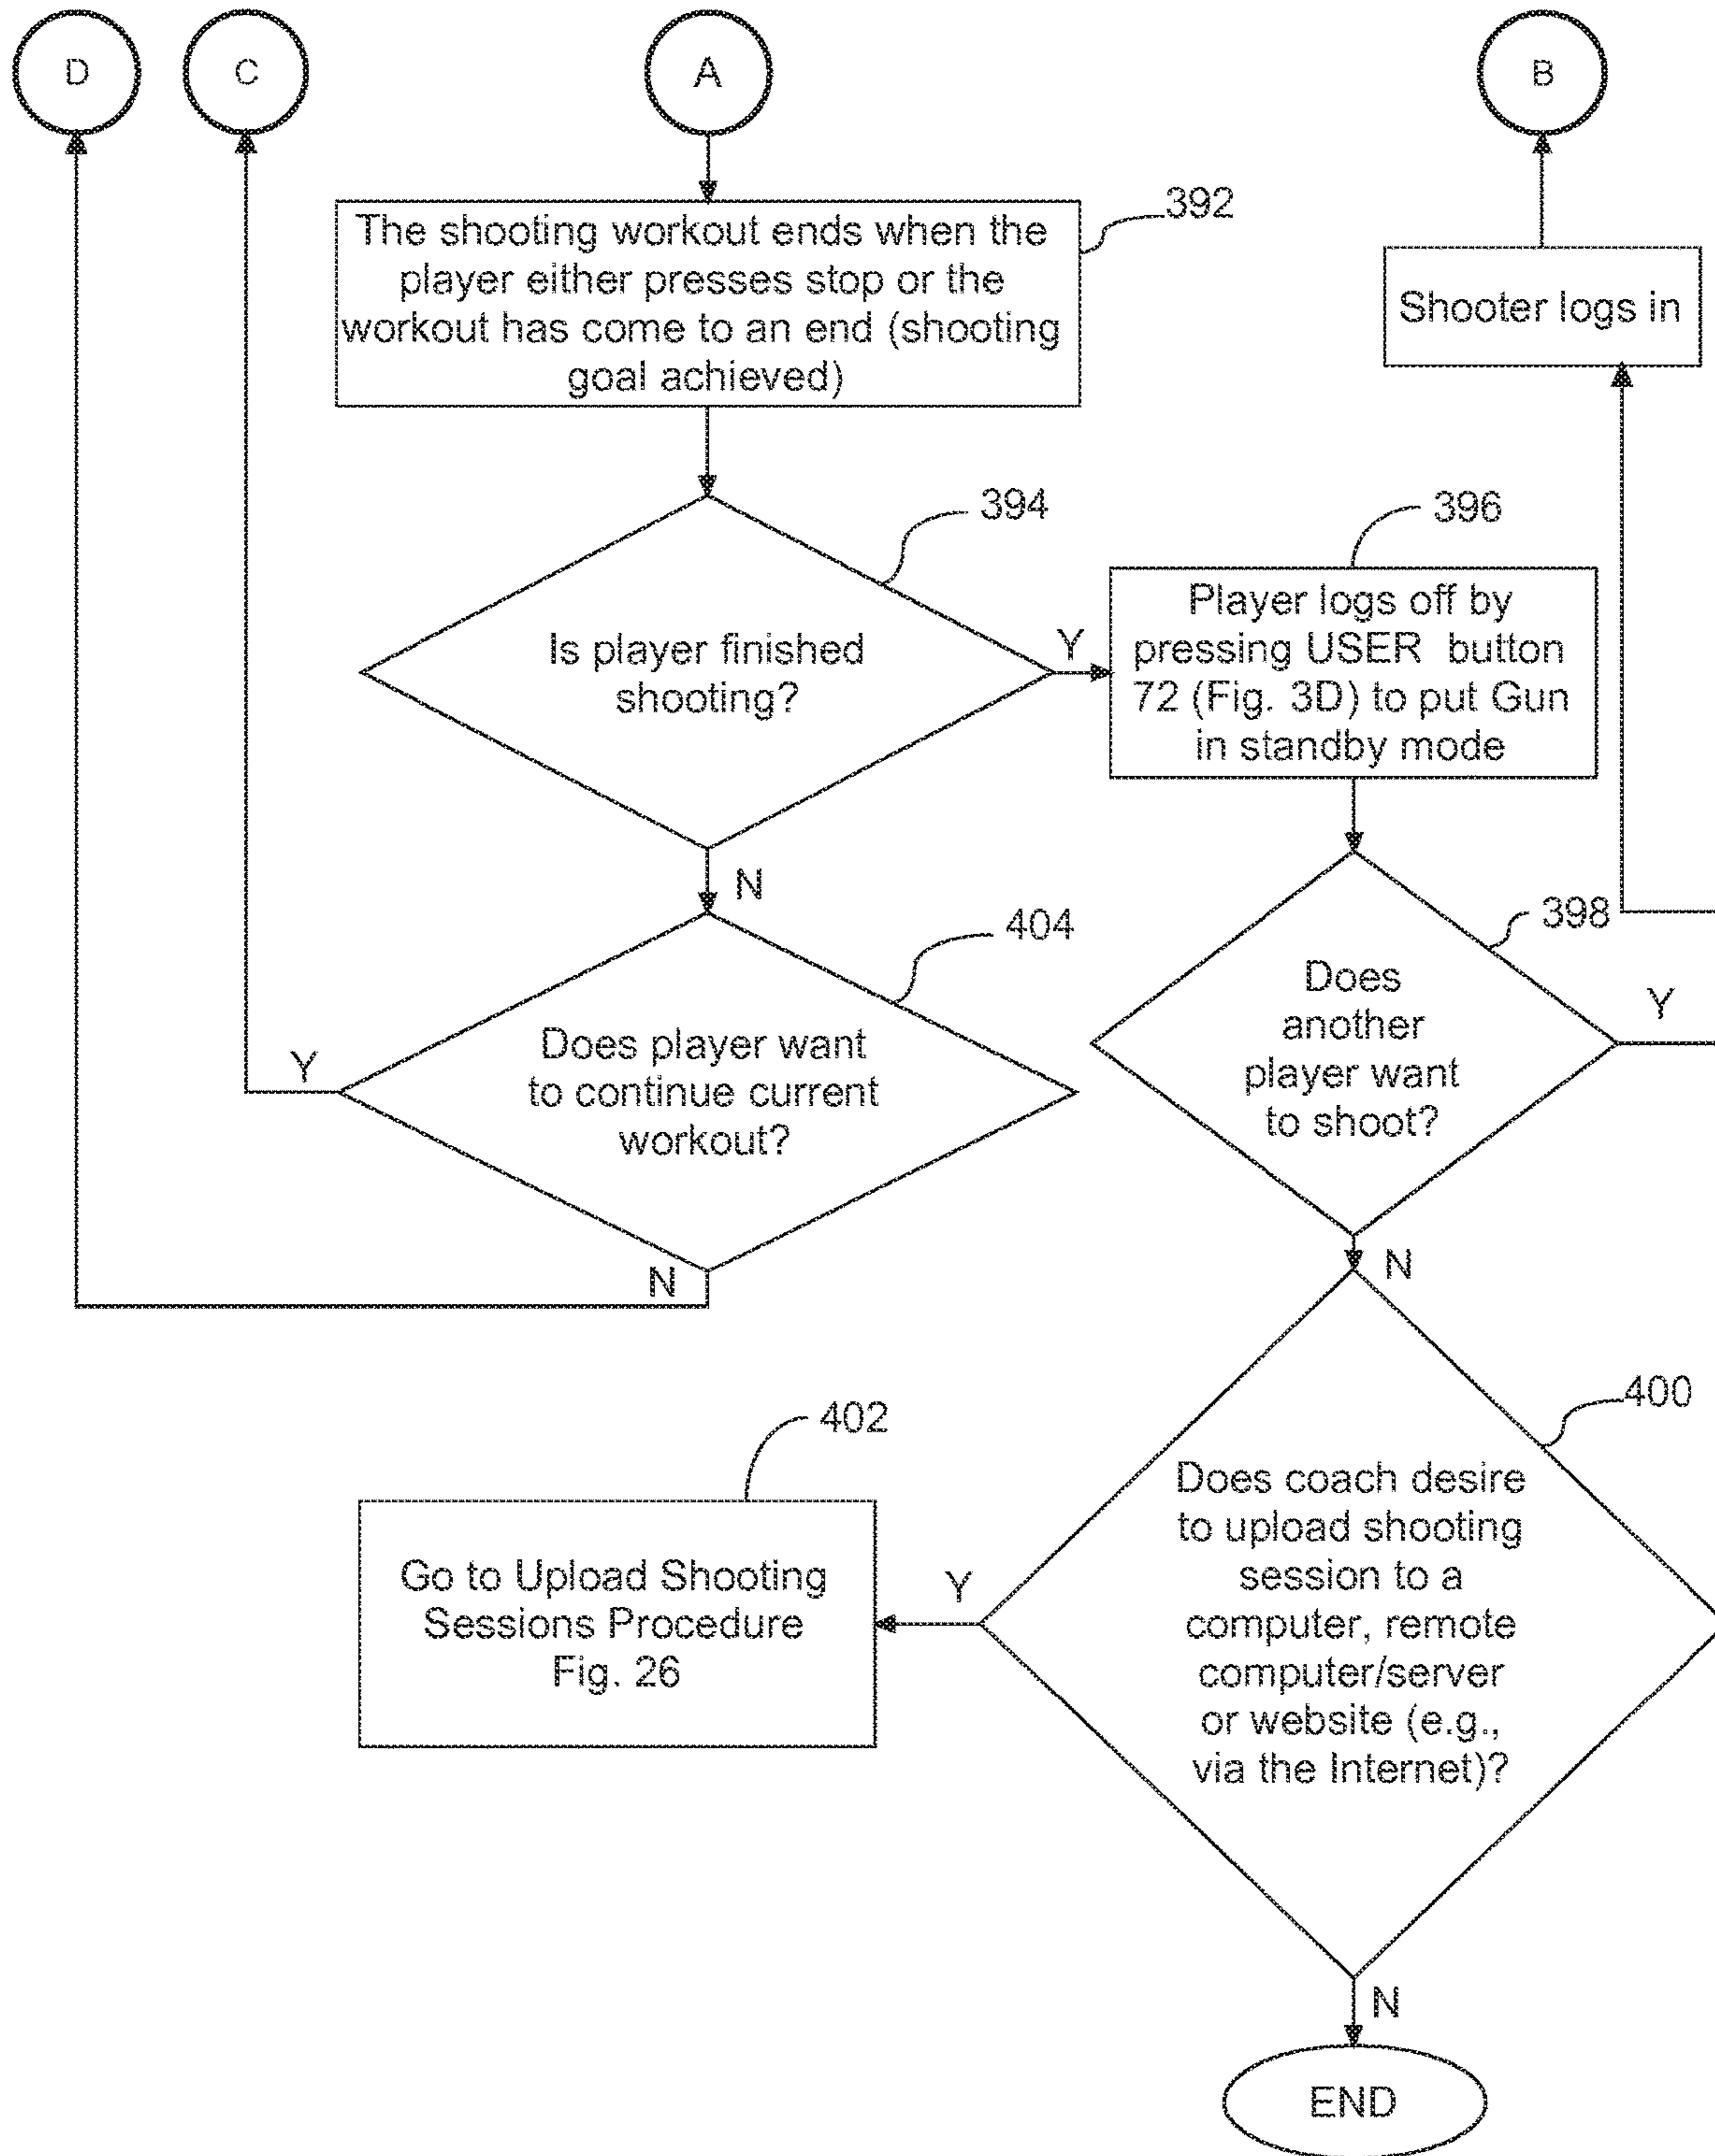 D
C
A
B
392
The shooting workout ends when the
player either presses stop or the
workout has come to an end (shooting
goal achieved)
Shooter logs in
394
Is player finished
shooting?
Y
396
Player logs off by
pressing USER button
72 (Fig. 3D) to put Gun
in standby mode
N
404
Does player want
to continue current
workout?
Y
N
398
Does
another
player want
to shoot?
Y
N
400
Does coach desire
to upload shooting
session to a
computer, remote
computer/server
or website (e.g.,
via the Internet)?
Y
402
Go to Upload Shooting
Sessions Procedure
Fig. 26
N
END